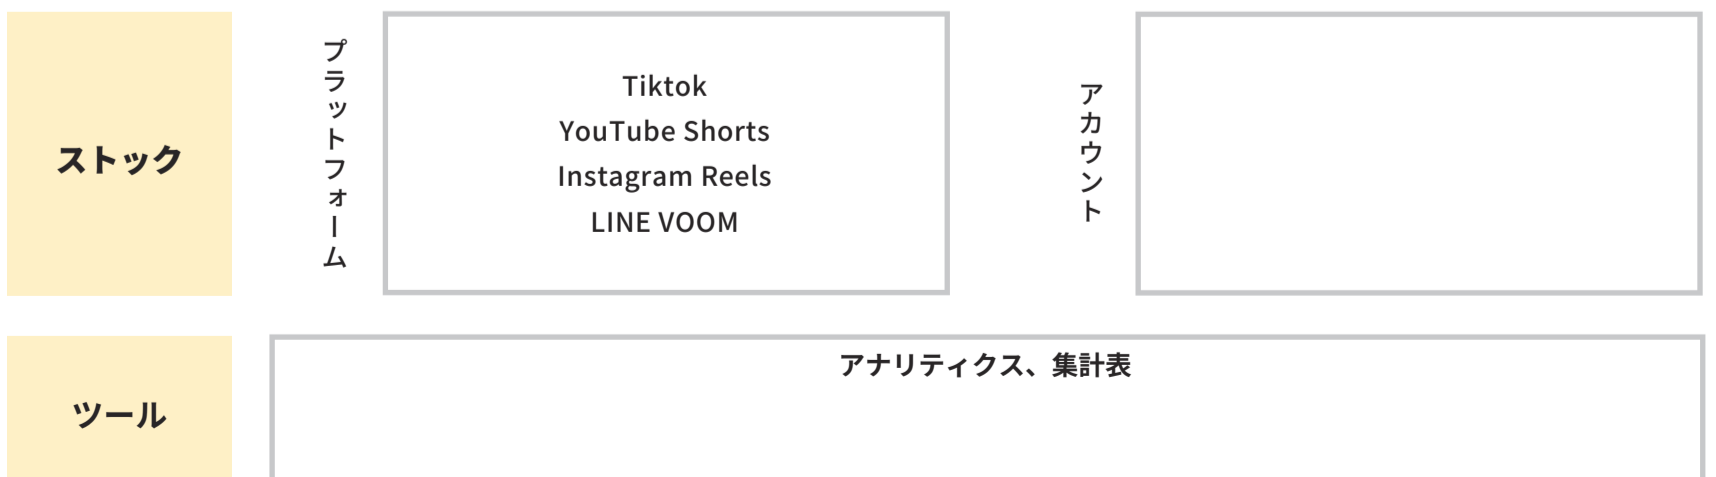 ストック
プラットフォーム
Tiktok
YouTube Shorts
Instagram Reels
LINE VOOM
アカウント
ツール
アナリティクス、集計表